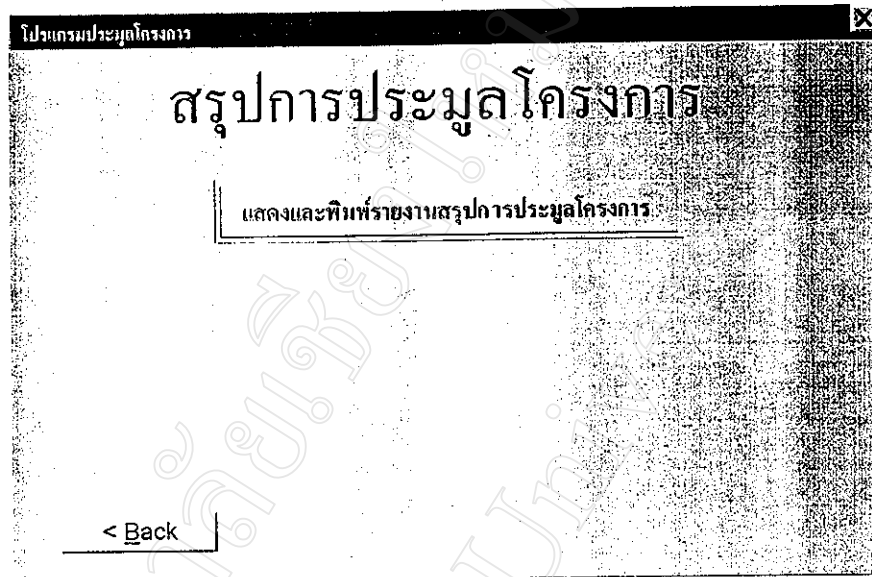 โปรแกรมประมูลโครงการ
สรุปการประมูลโครงการ
แสดงและพิมพ์รายงานสรุปการประมูลโครงการ
< Back